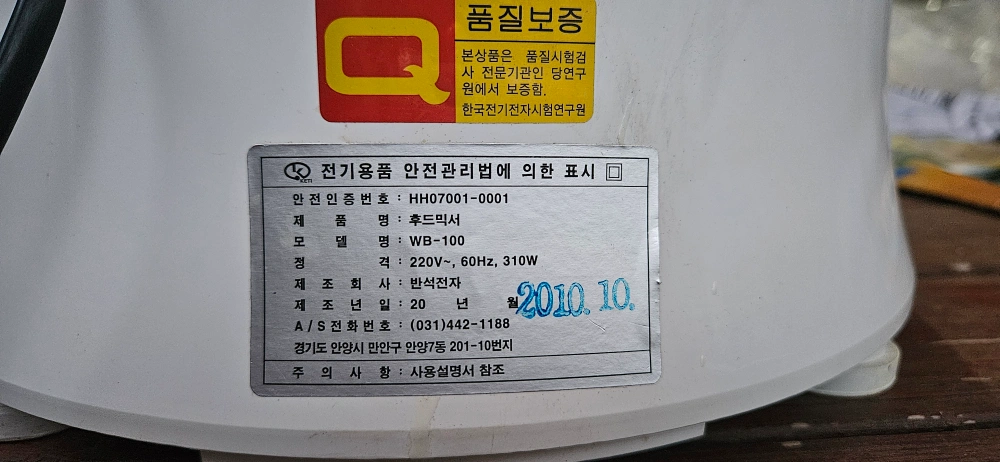 Q
품질보증
본상품은 품질시험검
사 전문기관인 당연구
원에서 보증함.
한국전기전자시험연구원
KETI 전기용품 안전관리법에 의한 표시
안전인증번호 : HH07001-0001
제품명 : 후드믹서
모델명 : WB-100
정격 : 220V~, 60Hz, 310W
제조회사 : 반석전자
제조년일 : 20 년 월 2010. 10.
A/S전화번호 : (031)442-1188
경기도 안양시 만안구 안양7동 201-10번지
주의사항 : 사용설명서 참조